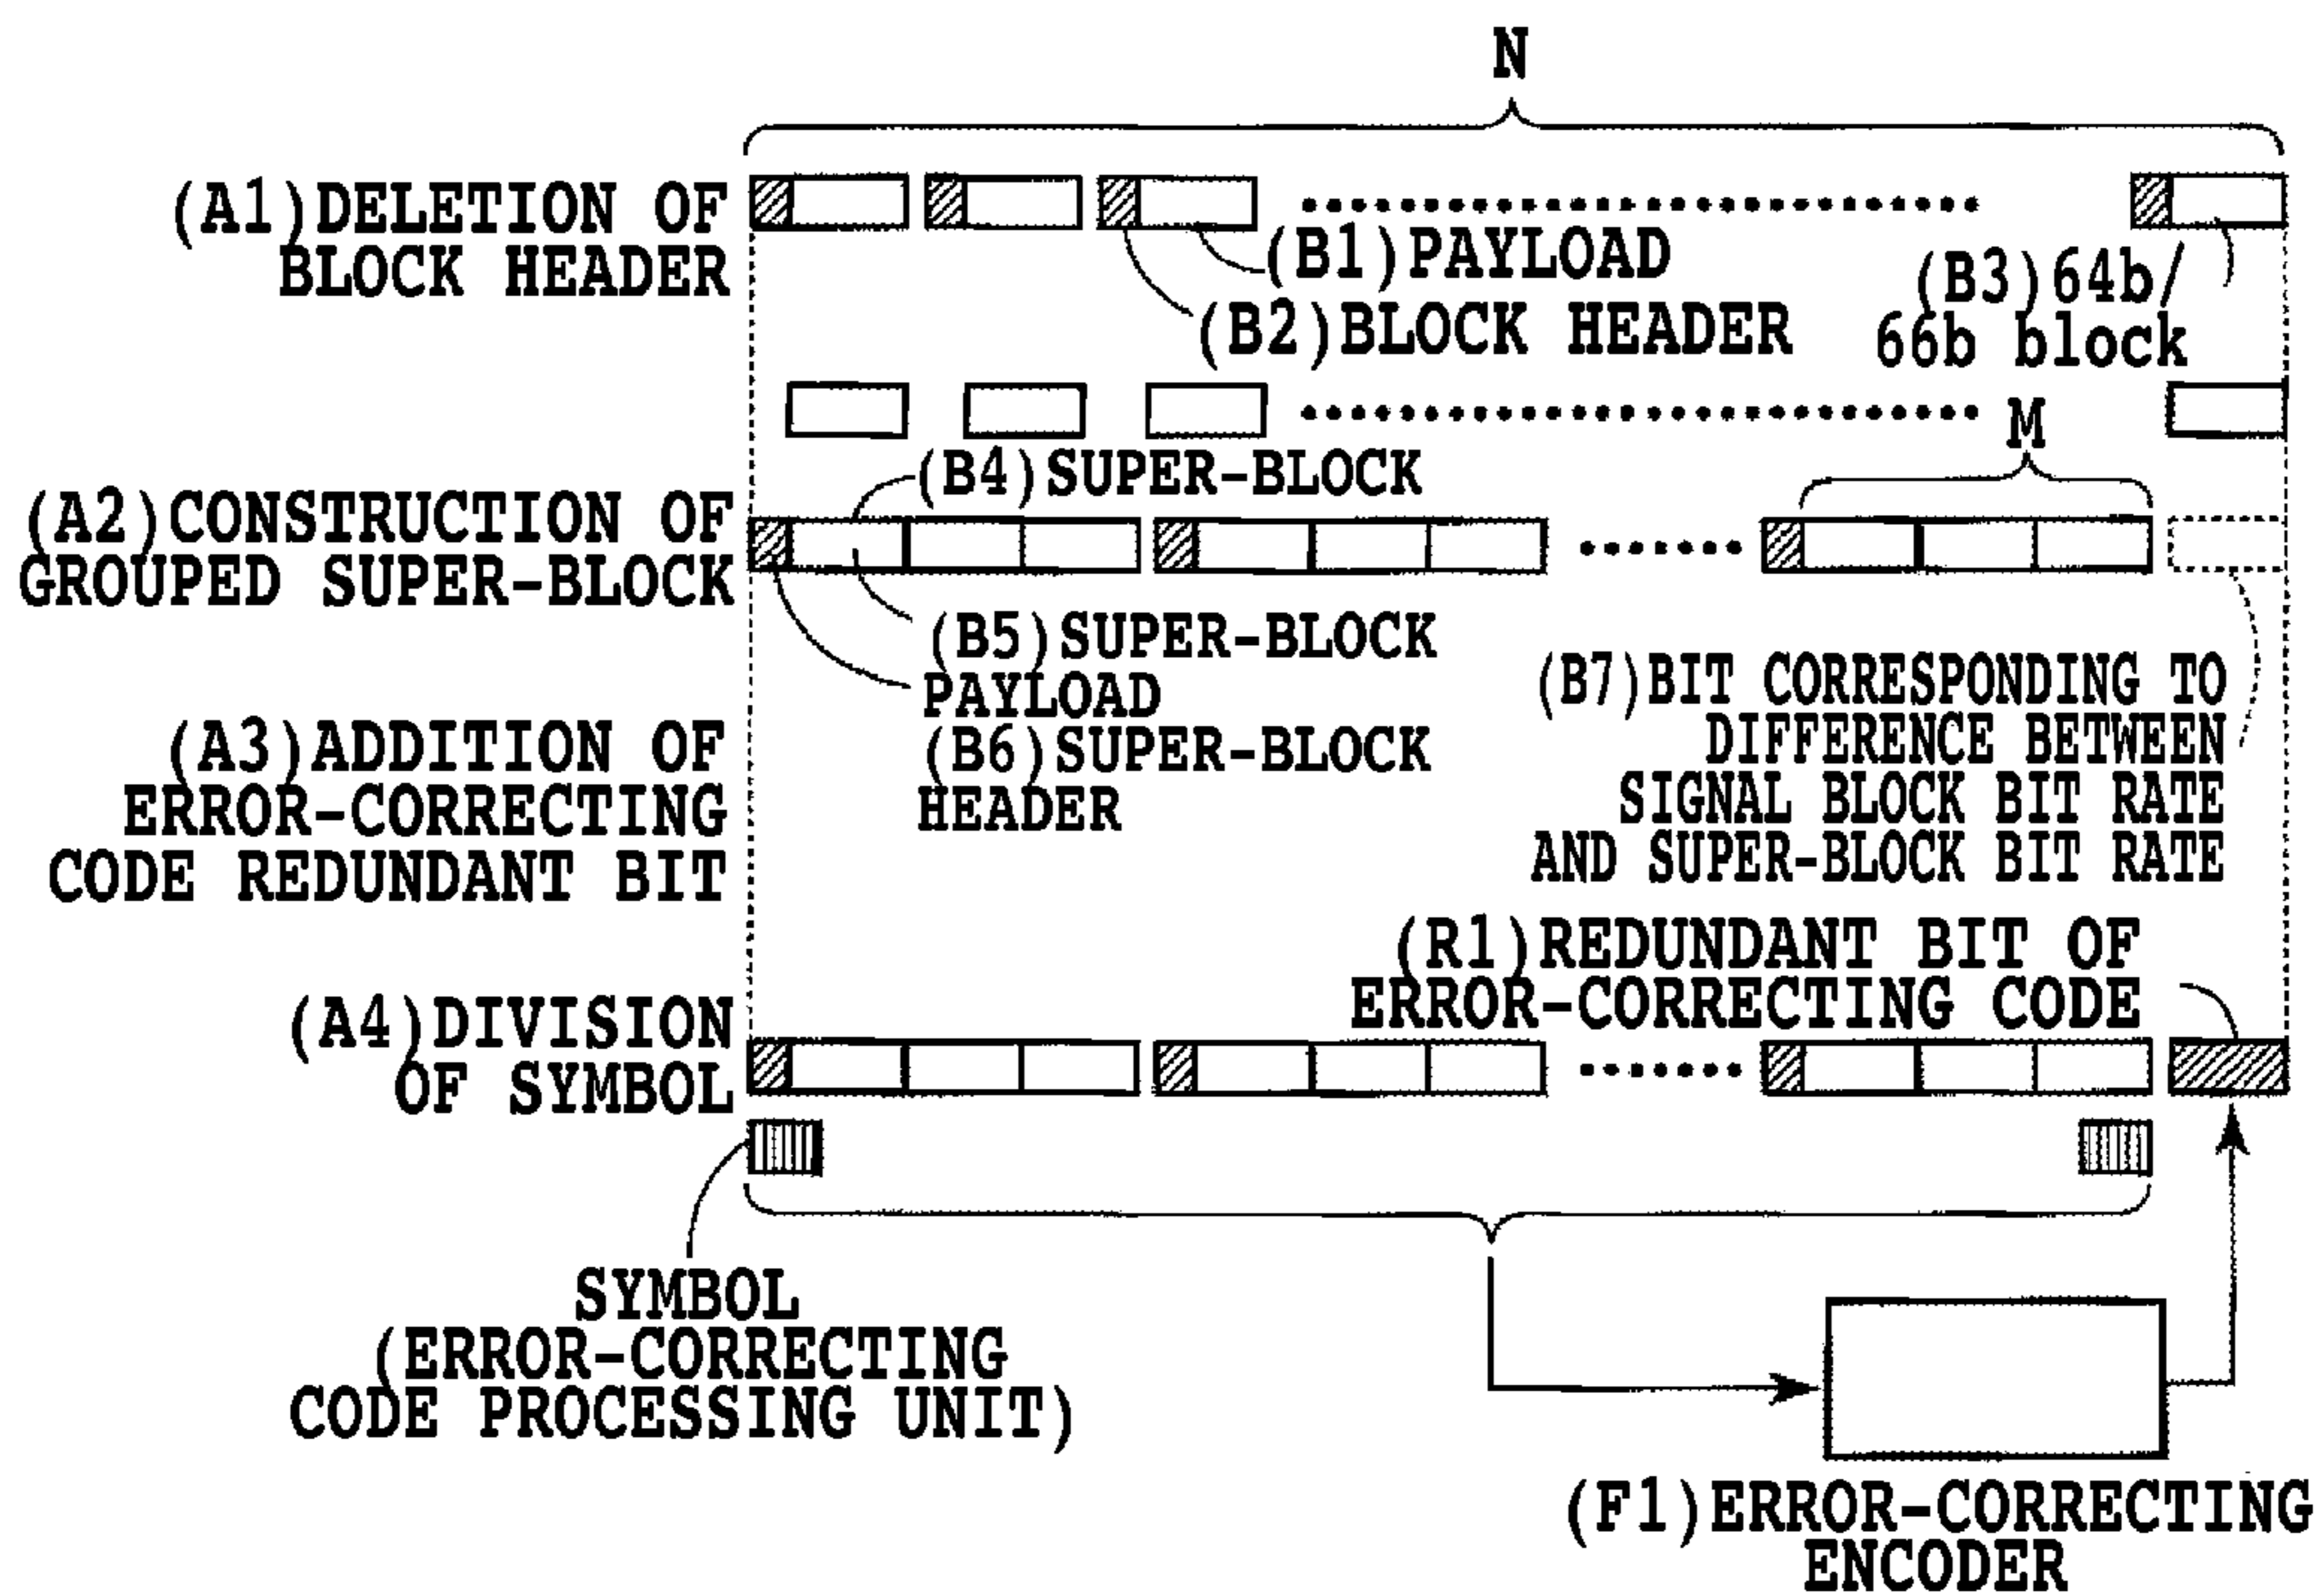 N
(A1)DELETION OF
BLOCK HEADER
(B1)PAYLOAD
(B2)BLOCK HEADER
(B3)64b/
66b block
M
(B4)SUPER-BLOCK
(A2)CONSTRUCTION OF
GROUPED SUPER-BLOCK
(B5)SUPER-BLOCK
PAYLOAD
(B6)SUPER-BLOCK
HEADER
(B7)BIT CORRESPONDING TO
DIFFERENCE BETWEEN
SIGNAL BLOCK BIT RATE
AND SUPER-BLOCK BIT RATE
(A3)ADDITION OF
ERROR-CORRECTING
CODE REDUNDANT BIT
(R1)REDUNDANT BIT OF
ERROR-CORRECTING CODE
(A4)DIVISION
OF SYMBOL
SYMBOL
(ERROR-CORRECTING
CODE PROCESSING UNIT)
(F1)ERROR-CORRECTING
ENCODER